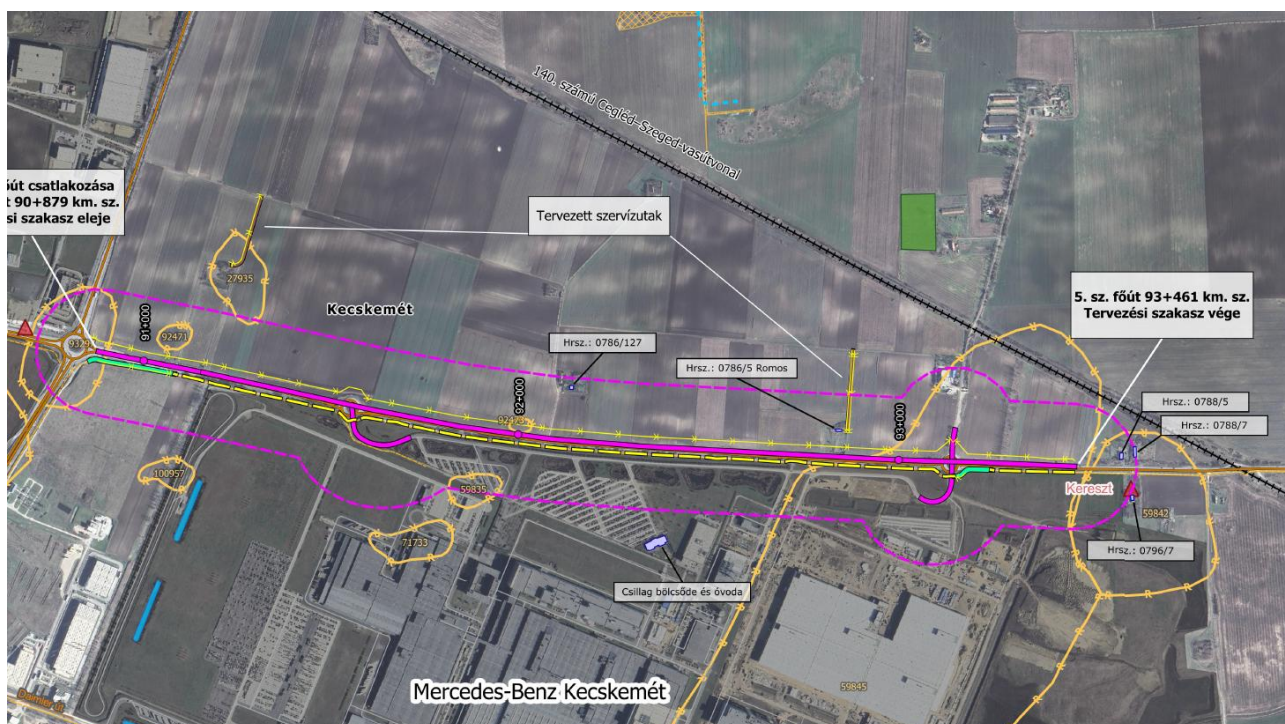 140. számú Cegléd–Szeged-vasútvonal
őút csatlakozása
t 90+879 km. sz.
si szakasz eleje
Tervezett szervízutak
27935
Kecskemét
5. sz. főút 93+461 km. sz.
Tervezési szakasz vége
91+000
92471
9329
Hrsz.: 0786/127
Hrsz.: 0786/5 Romos
92+000
93+000
Hrsz.: 0788/5
Hrsz.: 0788/7
100957
59835
Kereszt
59842
71733
Hrsz.: 0796/7
Csillag bölcsőde és óvoda
Mercedes-Benz Kecskemét
59845
Daimler út